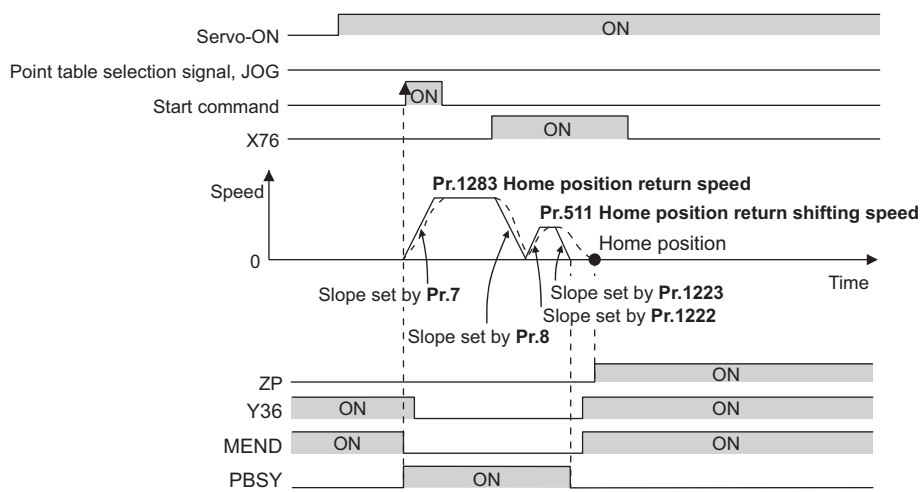 Servo-ON
ON
Point table selection signal, JOG
Start command
ON
X76
ON
Speed
Pr.1283 Home position return speed
Pr.511 Home position return shifting speed
Home position
0
Time
Slope set by Pr.7
Slope set by Pr.1223
Slope set by Pr.1222
Slope set by Pr.8
ZP
ON
Y36
ON
ON
MEND
ON
ON
PBSY
ON